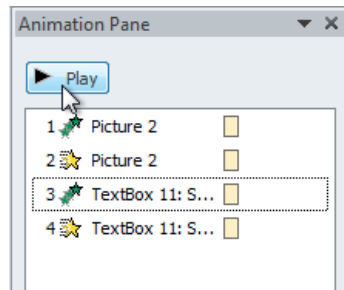 Animation Pane
Play
1 Picture 2
2 Picture 2
3 TextBox 11: S...
4 TextBox 11: S...